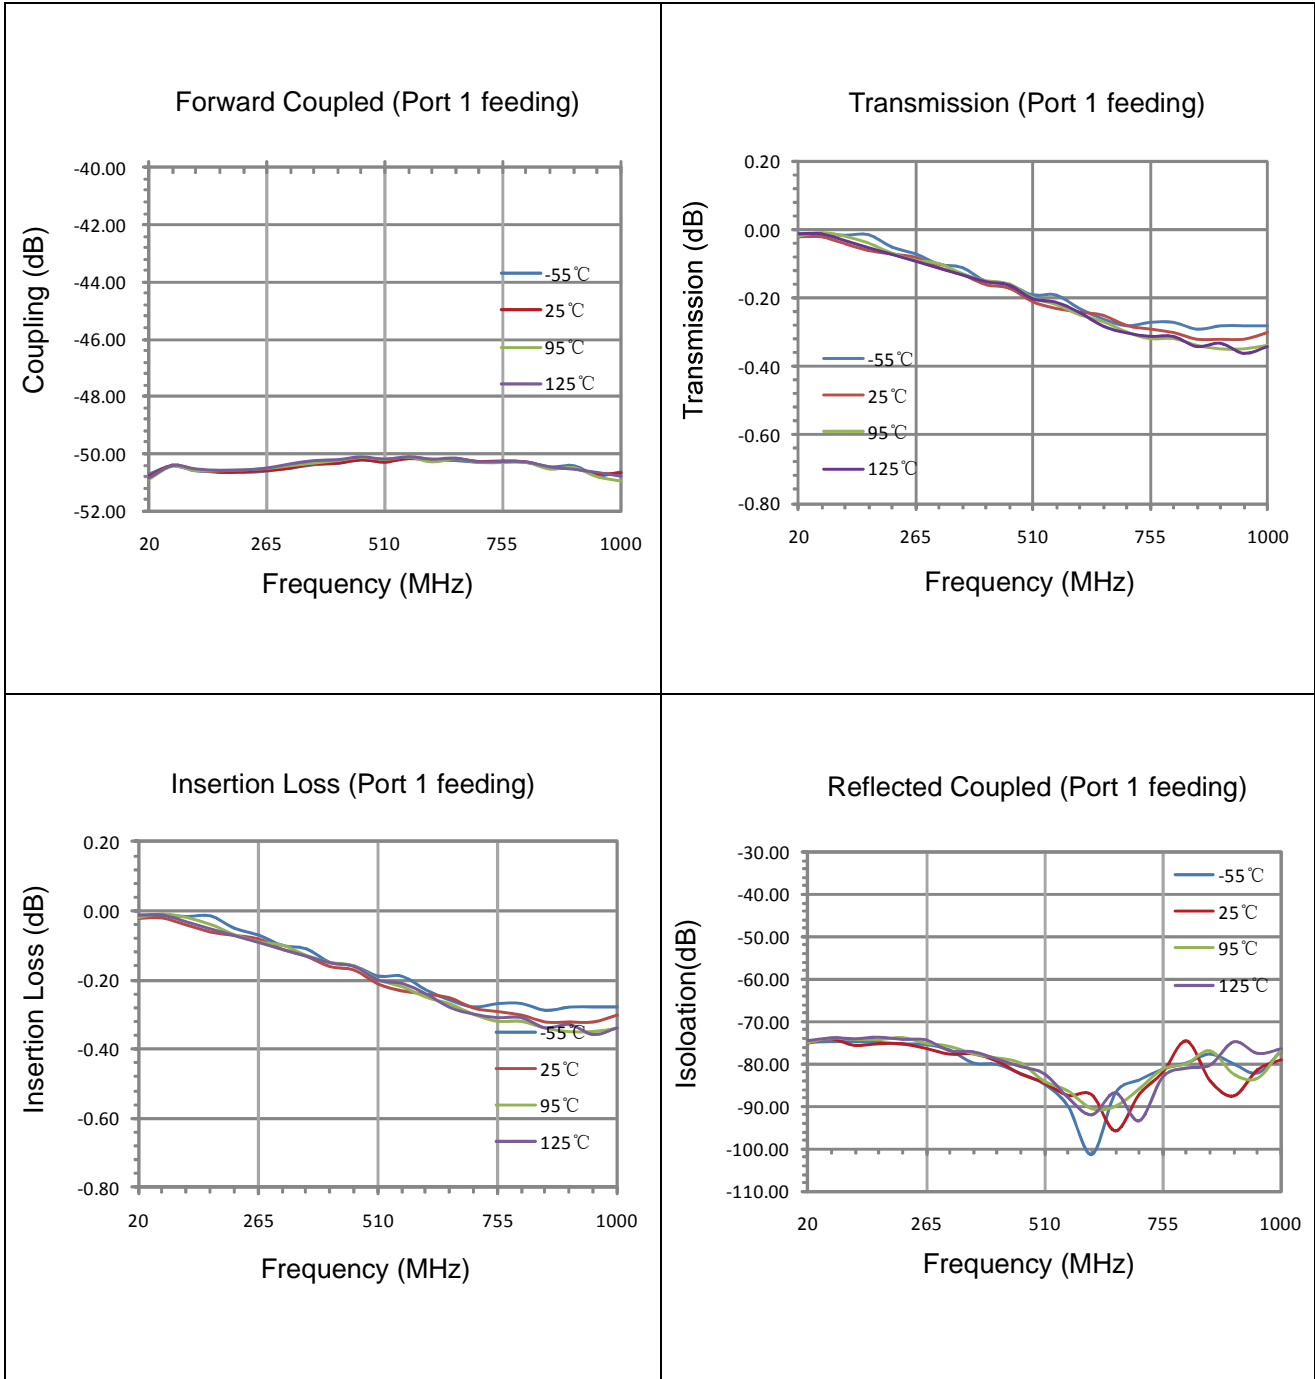 Forward Coupled (Port 1 feeding)
Coupling (dB)
-40.00
-42.00
-44.00
-46.00
-48.00
-50.00
-52.00
-55℃
25℃
95℃
125℃
20 265 510 755 1000
Frequency (MHz)
Transmission (Port 1 feeding)
Transmission (dB)
0.20
0.00
-0.20
-0.40
-0.60
-0.80
-55℃
25℃
95℃
125℃
20 265 510 755 1000
Frequency (MHz)
Insertion Loss (Port 1 feeding)
Insertion Loss (dB)
0.20
0.00
-0.20
-0.40
-0.60
-0.80
-55℃
25℃
95℃
125℃
20 265 510 755 1000
Frequency (MHz)
Reflected Coupled (Port 1 feeding)
Isoloation(dB)
-30.00
-40.00
-50.00
-60.00
-70.00
-80.00
-90.00
-100.00
-110.00
-55℃
25℃
95℃
125℃
20 265 510 755 1000
Frequency (MHz)